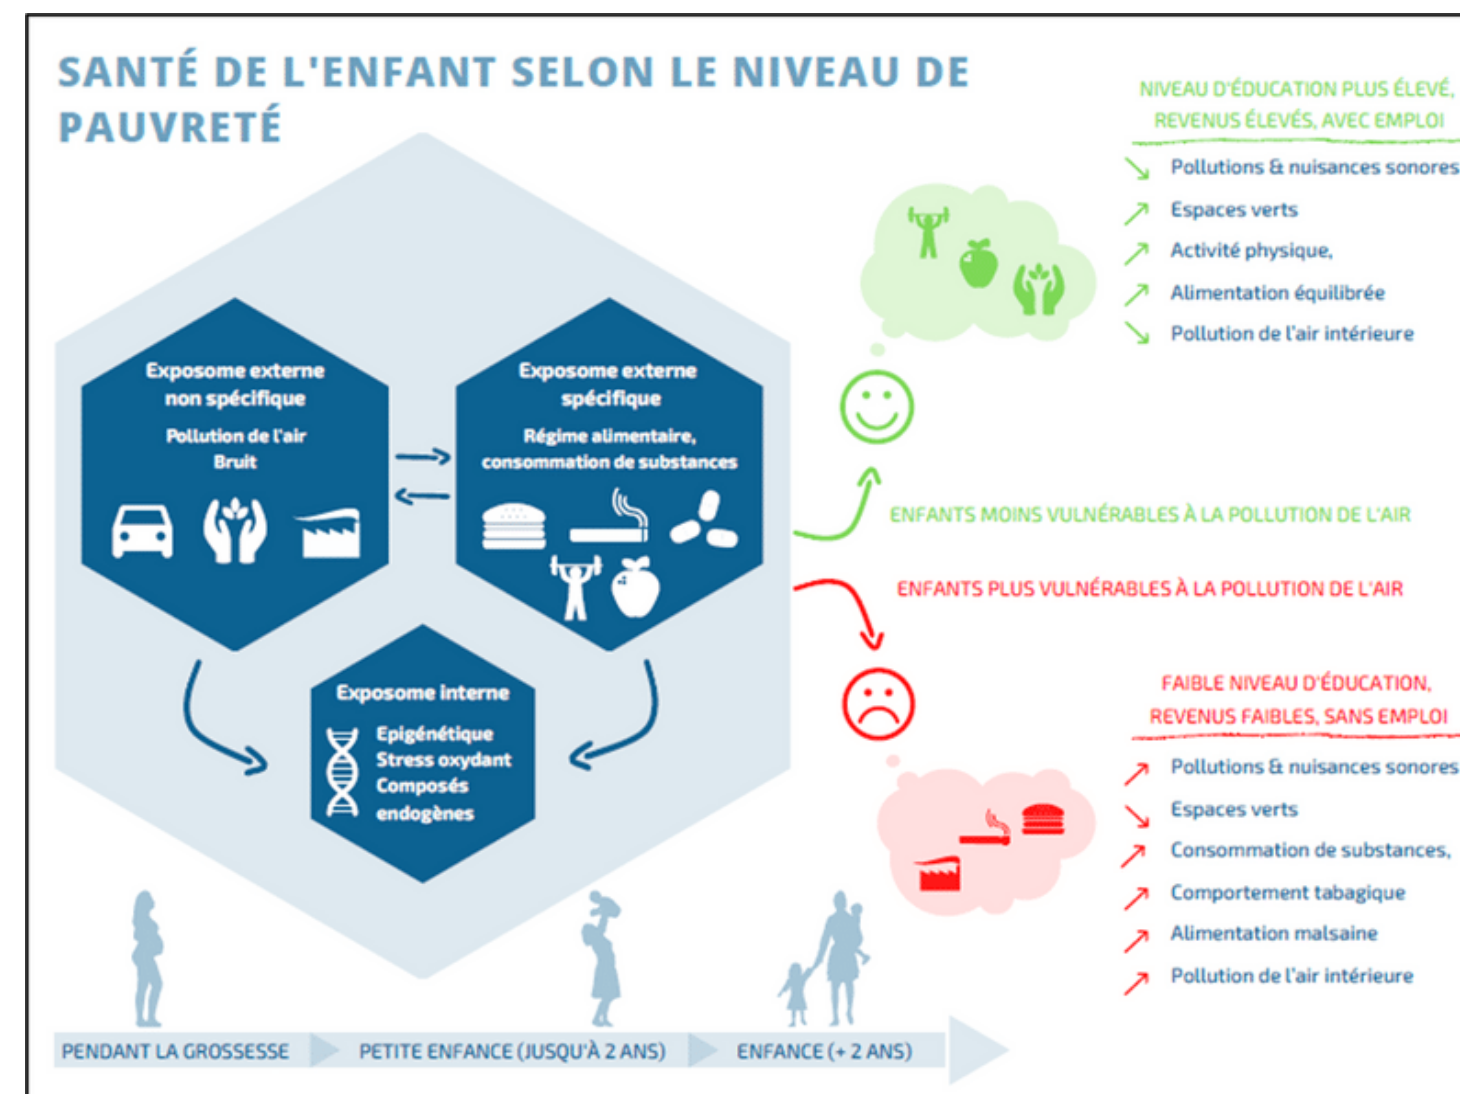 SANTÉ DE L'ENFANT SELON LE NIVEAU DE
PAUVRETÉ
Exposome externe
non spécifique
Pollution de l'air
Bruit
Exposome externe
spécifique
Régime alimentaire,
consommation de substances
Exposome interne
Epigénétique
Stress oxydant
Composés
endogènes
NIVEAU D'ÉDUCATION PLUS ÉLEVÉ,
REVENUS ÉLEVÉS, AVEC EMPLOI
Pollutions & nuisances sonores
Espaces verts
Activité physique,
Alimentation équilibrée
Pollution de l'air intérieure
ENFANTS MOINS VULNÉRABLES À LA POLLUTION DE L'AIR
ENFANTS PLUS VULNÉRABLES À LA POLLUTION DE L'AIR
FAIBLE NIVEAU D'ÉDUCATION,
REVENUS FAIBLES, SANS EMPLOI
Pollutions & nuisances sonores
Espaces verts
Consommation de substances,
Comportement tabagique
Alimentation malsaine
Pollution de l'air intérieure
PENDANT LA GROSSESSE
PETITE ENFANCE (JUSQU'À 2 ANS)
ENFANCE (+ 2 ANS)